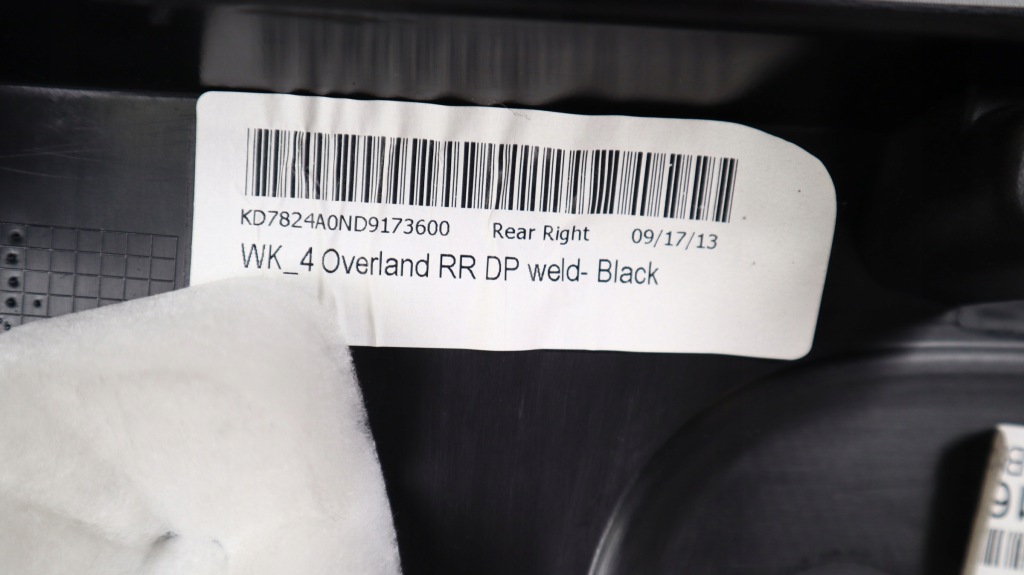 KD7824A0ND9173600 Rear Right 09/17/13
WK_4 Overland RR DP weld- Black